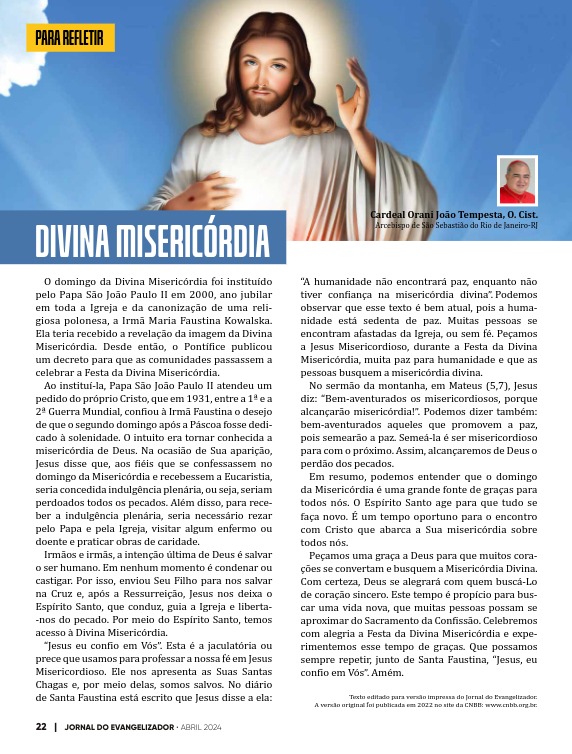 PARA REFLETIR
Cardeal Orani João Tempesta, O. Cist.
Arcebispo de São Sebastião do Rio de Janeiro-RJ
DIVINA MISERICÓRDIA
O domingo da Divina Misericórdia foi instituído
pelo Papa São João Paulo II em 2000, ano jubilar
em toda a Igreja e da canonização de uma reli-
giosa polonesa, a Irmã Maria Faustina Kowalska.
Ela teria recebido a revelação da imagem da Divina
Misericórdia. Desde então, o Pontífice publicou
um decreto para que as comunidades passassem a
celebrar a Festa da Divina Misericórdia.
Ao instituí-la, Papa São João Paulo II atendeu um
pedido do próprio Cristo, que em 1931, entre a 1ª e a
2ª Guerra Mundial, confiou à Irmã Faustina o desejo
de que o segundo domingo após a Páscoa fosse dedi-
cado à solenidade. O intuito era tornar conhecida a
misericórdia de Deus. Na ocasião de Sua aparição,
Jesus disse que, aos fiéis que se confessassem no
domingo da Misericórdia e recebessem a Eucaristia,
seria concedida indulgência plenária, ou seja, seriam
perdoados todos os pecados. Além disso, para rece-
ber a indulgência plenária, seria necessário rezar
pelo Papa e pela Igreja, visitar algum enfermo ou
doente e praticar obras de caridade.
Irmãos e irmãs, a intenção última de Deus é salvar
o ser humano. Em nenhum momento é condenar ou
castigar. Por isso, enviou Seu Filho para nos salvar
na Cruz e, após a Ressurreição, Jesus nos deixa o
Espírito Santo, que conduz, guia a Igreja e liberta-
-nos do pecado. Por meio do Espírito Santo, temos
acesso à Divina Misericórdia.
“Jesus eu confio em Vós”. Esta é a jaculatória ou
prece que usamos para professar a nossa fé em Jesus
Misericordioso. Ele nos apresenta as Suas Santas
Chagas e, por meio delas, somos salvos. No diário
de Santa Faustina está escrito que Jesus disse a ela:
“A humanidade não encontrará paz, enquanto não
tiver confiança na misericórdia divina”. Podemos
observar que esse texto é bem atual, pois a huma-
nidade está sedenta de paz. Muitas pessoas se
encontram afastadas da Igreja, ou sem fé. Peçamos
a Jesus Misericordioso, durante a Festa da Divina
Misericórdia, muita paz para humanidade e que as
pessoas busquem a misericórdia divina.
No sermão da montanha, em Mateus (5,7), Jesus
diz: “Bem-aventurados os misericordiosos, porque
alcançarão misericórdia!”. Podemos dizer também:
bem-aventurados aqueles que promovem a paz,
pois semearão a paz. Semeá-la é ser misericordioso
para com o próximo. Assim, alcançaremos de Deus o
perdão dos pecados.
Em resumo, podemos entender que o domingo
da Misericórdia é uma grande fonte de graças para
todos nós. O Espírito Santo age para que tudo se
faça novo. É um tempo oportuno para o encontro
com Cristo que abarca a Sua misericórdia sobre
todos nós.
Peçamos uma graça a Deus para que muitos cora-
ções se convertam e busquem a Misericórdia Divina.
Com certeza, Deus se alegrará com quem buscá-Lo
de coração sincero. Este tempo é propício para bus-
car uma vida nova, que muitas pessoas possam se
aproximar do Sacramento da Confissão. Celebremos
com alegria a Festa da Divina Misericórdia e expe-
rimentemos esse tempo de graças. Que possamos
sempre repetir, junto de Santa Faustina, “Jesus, eu
confio em Vós”. Amém.
Texto editado para versão impressa do Jornal do Evangelizador.
A versão original foi publicada em 2022 no site da CNBB: www.cnbb.org.br.
22 | JORNAL DO EVANGELIZADOR • ABRIL 2024